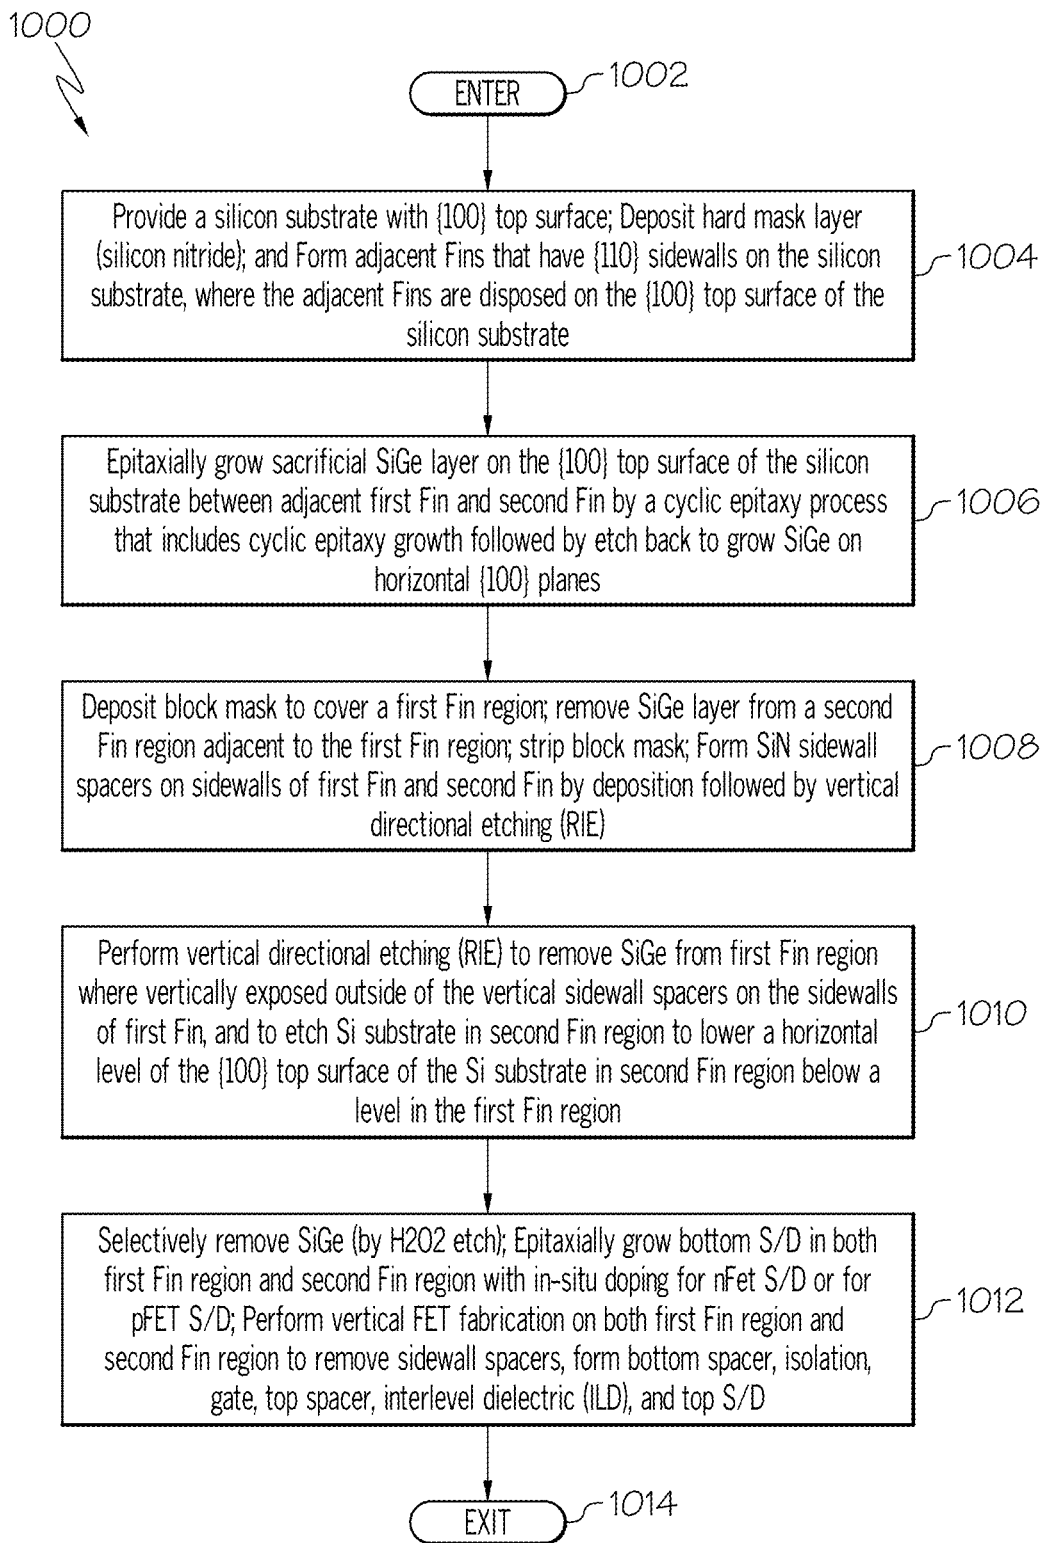 1000
ENTER
1002
Provide a silicon substrate with {100} top surface; Deposit hard mask layer
(silicon nitride); and Form adjacent Fins that have {110} sidewalls on the silicon
substrate, where the adjacent Fins are disposed on the {100} top surface of the
silicon substrate
1004
Epitaxially grow sacrificial SiGe layer on the {100} top surface of the silicon
substrate between adjacent first Fin and second Fin by a cyclic epitaxy process
that includes cyclic epitaxy growth followed by etch back to grow SiGe on
horizontal {100} planes
1006
Deposit block mask to cover a first Fin region; remove SiGe layer from a second
Fin region adjacent to the first Fin region; strip block mask; Form SiN sidewall
spacers on sidewalls of first Fin and second Fin by deposition followed by vertical
directional etching (RIE)
1008
Perform vertical directional etching (RIE) to remove SiGe from first Fin region
where vertically exposed outside of the vertical sidewall spacers on the sidewalls
of first Fin, and to etch Si substrate in second Fin region to lower a horizontal
level of the {100} top surface of the Si substrate in second Fin region below a
level in the first Fin region
1010
Selectively remove SiGe (by H2O2 etch); Epitaxially grow bottom S/D in both
first Fin region and second Fin region with in-situ doping for nFet S/D or for
pFET S/D; Perform vertical FET fabrication on both first Fin region and
second Fin region to remove sidewall spacers, form bottom spacer, isolation,
gate, top spacer, interlevel dielectric (ILD), and top S/D
1012
EXIT
1014